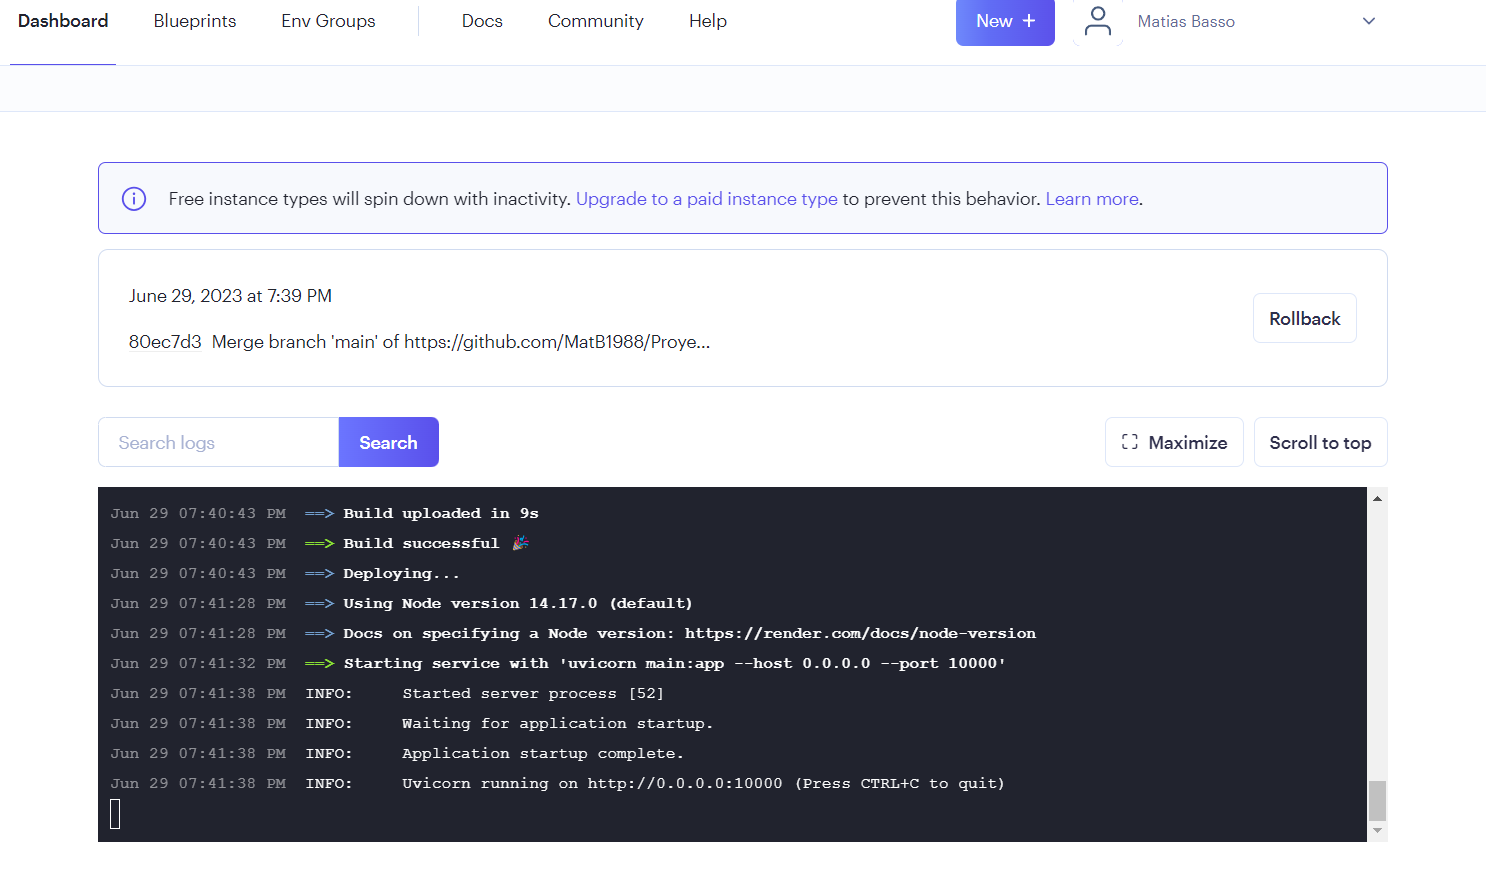 Dashboard Blueprints Env Groups Docs Community Help New + Matias Basso
Free instance types will spin down with inactivity. Upgrade to a paid instance type to prevent this behavior. Learn more.
June 29, 2023 at 7:39 PM
80ec7d3 Merge branch 'main' of https://github.com/MatB1988/Proye...
Rollback
Search logs Search Maximize Scroll to top
Jun 29 07:40:43 PM ==> Build uploaded in 9s
Jun 29 07:40:43 PM ==> Build successful 🎉
Jun 29 07:40:43 PM ==> Deploying...
Jun 29 07:41:28 PM ==> Using Node version 14.17.0 (default)
Jun 29 07:41:28 PM ==> Docs on specifying a Node version: https://render.com/docs/node-version
Jun 29 07:41:32 PM ==> Starting service with 'uvicorn main:app --host 0.0.0.0 --port 10000'
Jun 29 07:41:38 PM INFO: Started server process [52]
Jun 29 07:41:38 PM INFO: Waiting for application startup.
Jun 29 07:41:38 PM INFO: Application startup complete.
Jun 29 07:41:38 PM INFO: Uvicorn running on http://0.0.0.0:10000 (Press CTRL+C to quit)